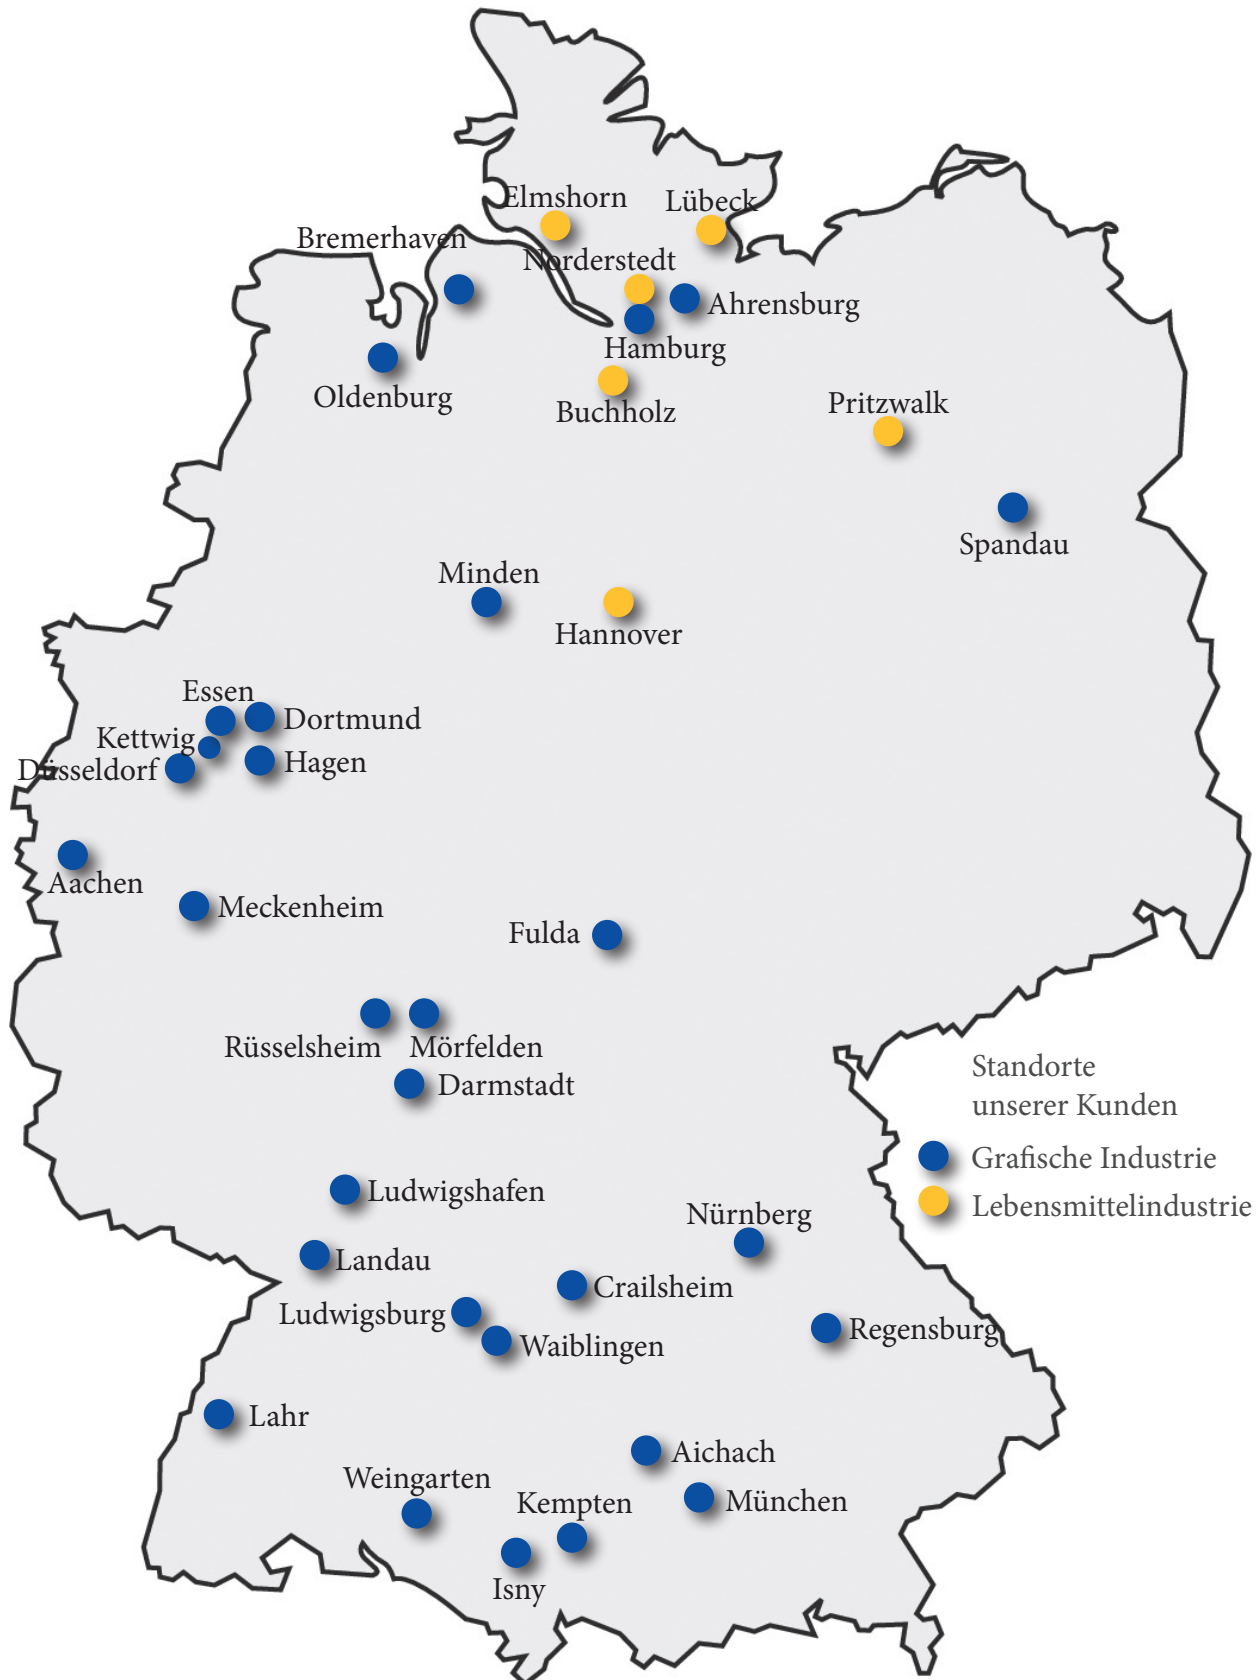 Elmshorn
Lübeck
Bremerhaven
Norderstedt
Ahrensburg
Hamburg
Oldenburg
Buchholz
Pritzwalk
Spandau
Minden
Hannover
Essen
Dortmund
Kettwig
Hagen
Düsseldorf
Aachen
Meckenheim
Fulda
Rüsselsheim
Mörfelden
Darmstadt
Standorte
unserer Kunden
Grafische Industrie
Lebensmittelindustrie
Ludwigshafen
Nürnberg
Landau
Crailsheim
Ludwigsburg
Regensburg
Waiblingen
Lahr
Aichach
Weingarten
Kempten
München
Isny